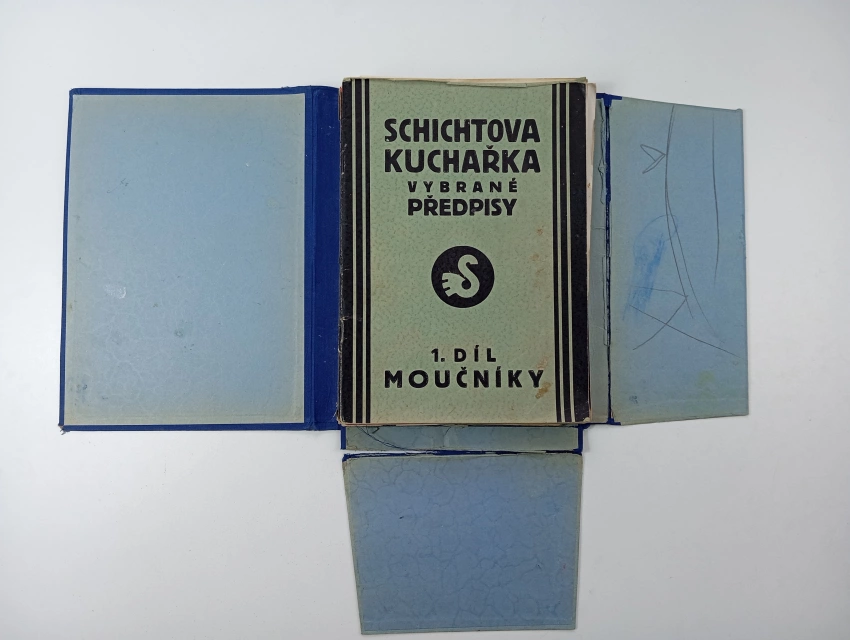 SCHICHTOVA
KUCHAŘKA
VYBRANÉ
PŘEDPISY
1. DÍL
MOUČNÍKY